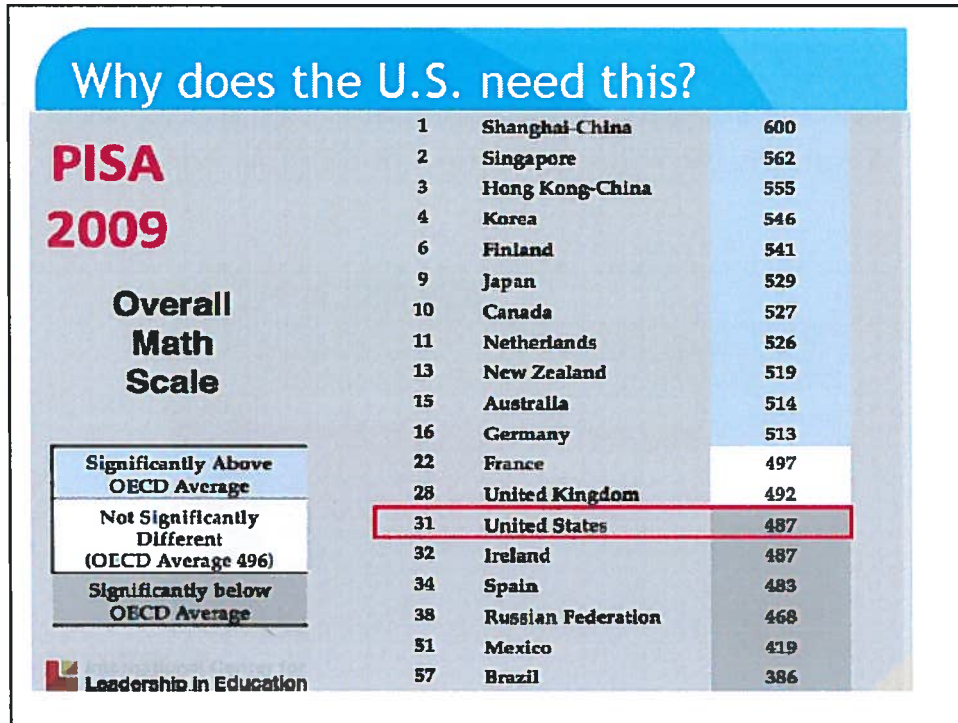 Why does the U.S. need this?
PISA
2009
Overall
Math
Scale
Significantly Above
OECD Average
Not Significantly
Different
(OECD Average 496)
Significantly below
OECD Average
1 Shanghai-China 600
2 Singapore 562
3 Hong Kong-China 555
4 Korea 546
6 Finland 541
9 Japan 529
10 Canada 527
11 Netherlands 526
13 New Zealand 519
15 Australia 514
16 Germany 513
22 France 497
28 United Kingdom 492
31 United States 487
32 Ireland 487
34 Spain 483
38 Russian Federation 468
51 Mexico 419
57 Brazil 386
International Center for
Leadership in Education